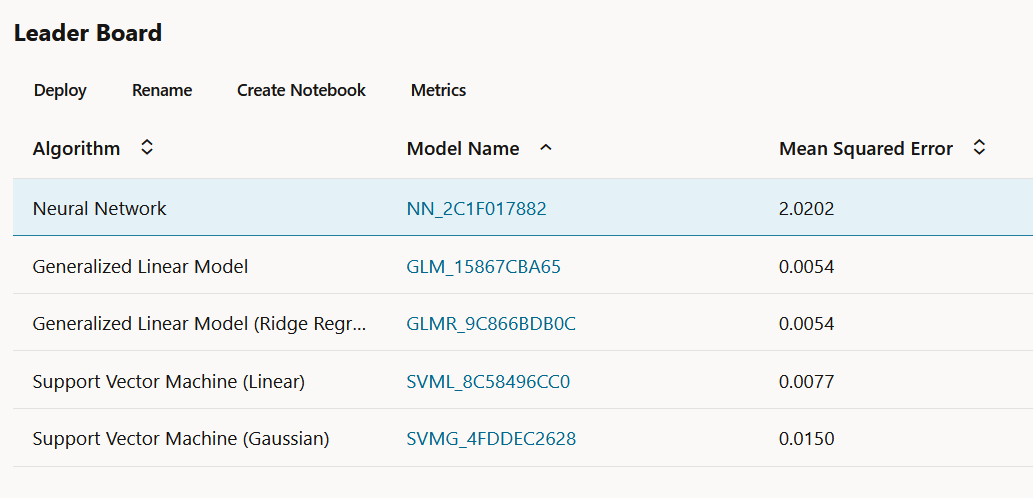 Leader Board
Deploy Rename Create Notebook Metrics
Algorithm Model Name Mean Squared Error
Neural Network NN_2C1F017882 2.0202
Generalized Linear Model GLM_15867CBA65 0.0054
Generalized Linear Model (Ridge Regr... GLMR_9C866BDB0C 0.0054
Support Vector Machine (Linear) SVML_8C58496CC0 0.0077
Support Vector Machine (Gaussian) SVMG_4FDDEC2628 0.0150